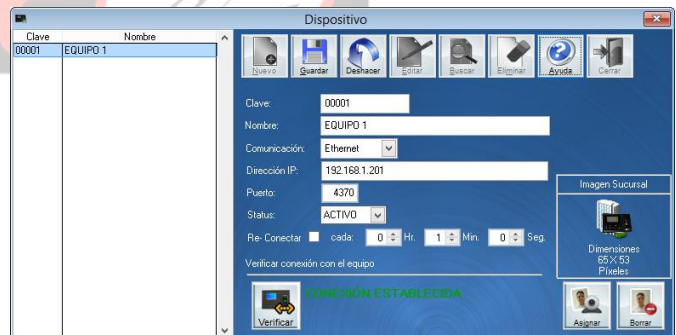 Dispositivo
Clave Nombre
00001 EQUIPO 1
Nuevo Guardar Deshacer Editar Buscar Eliminar Ayuda Cerrar
Clave: 00001
Nombre: EQUIPO 1
Comunicación: Ethernet
Dirección IP: 192.168.1.201
Puerto: 4370
Status: ACTIVO
Re- Conectar cada: 0 Hr. 1 Min. 0 Seg.
Verificar conexión con el equipo
Imagen Sucursal
Dimensiones
65 X 53
Píxeles
Verificar
CONEXIÓN ESTABLECIDA
Asignar Borrar